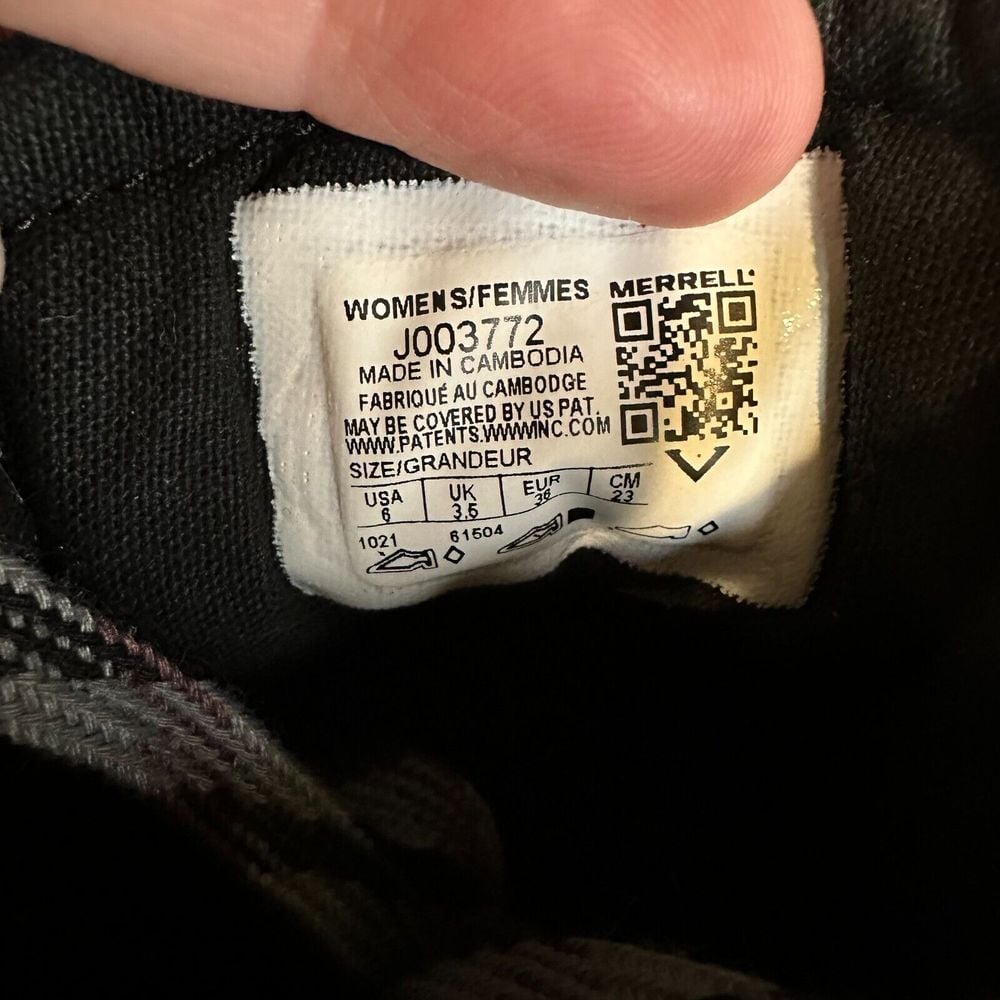 WOMEN S/FEMMES
MERRELL
J003772
MADE IN CAMBODIA
FABRIQUÉ AU CAMBODGE
MAY BE COVERED BY US PAT.
WWW.PATENTS.WWWINC.COM
SIZE/GRANDEUR
USA UK EUR CM
6 3,5 36 23
1021 61504